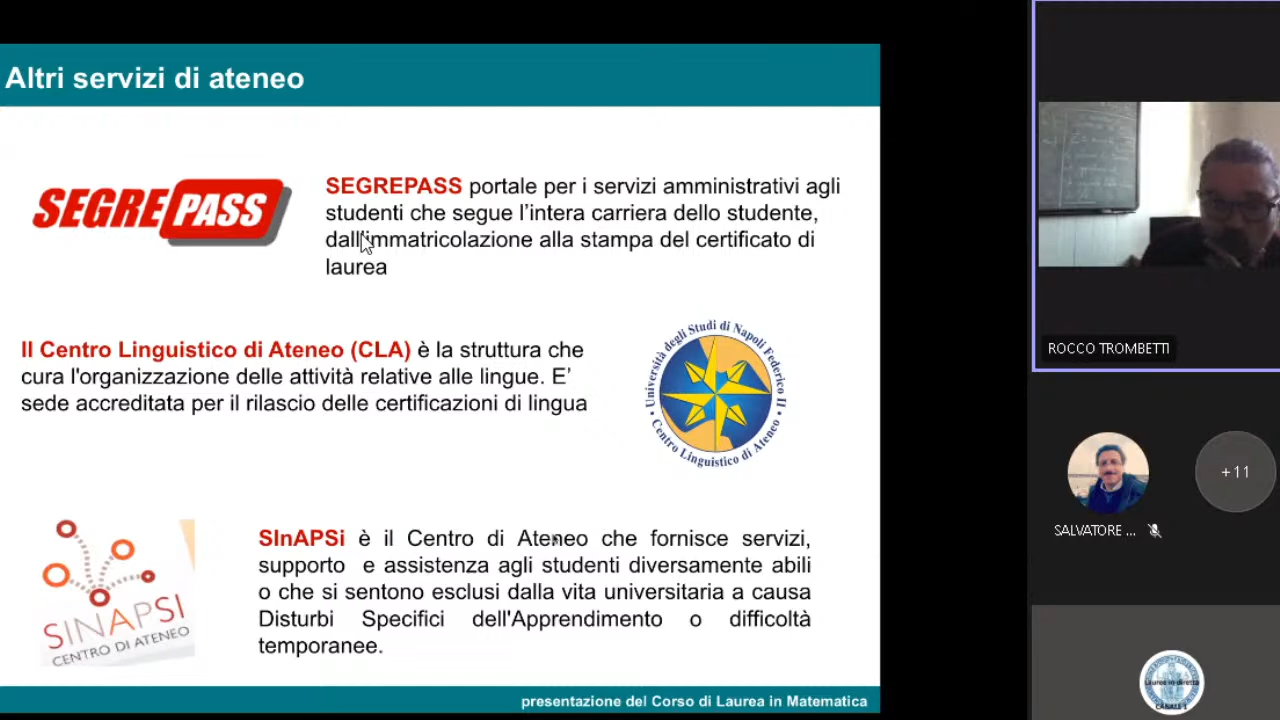 Altri servizi di ateneo
SEGREPASS
SEGREPASS portale per i servizi amministrativi agli
studenti che segue l'intera carriera dello studente,
dall'immatricolazione alla stampa del certificato di
laurea
Il Centro Linguistico di Ateneo (CLA) è la struttura che
cura l'organizzazione delle attività relative alle lingue. E'
sede accreditata per il rilascio delle certificazioni di lingua
Università degli Studi di Napoli Federico II
Centro Linguistico di Ateneo
SINAPSI
CENTRO DI ATENEO
SInAPSi è il Centro di Ateneo che fornisce servizi,
supporto e assistenza agli studenti diversamente abili
o che si sentono esclusi dalla vita universitaria a causa
Disturbi Specifici dell'Apprendimento o difficoltà
temporanee.
presentazione del Corso di Laurea in Matematica
ROCCO TROMBETTI
+11
SALVATORE ...
Lauree in diretta
CANALE 1